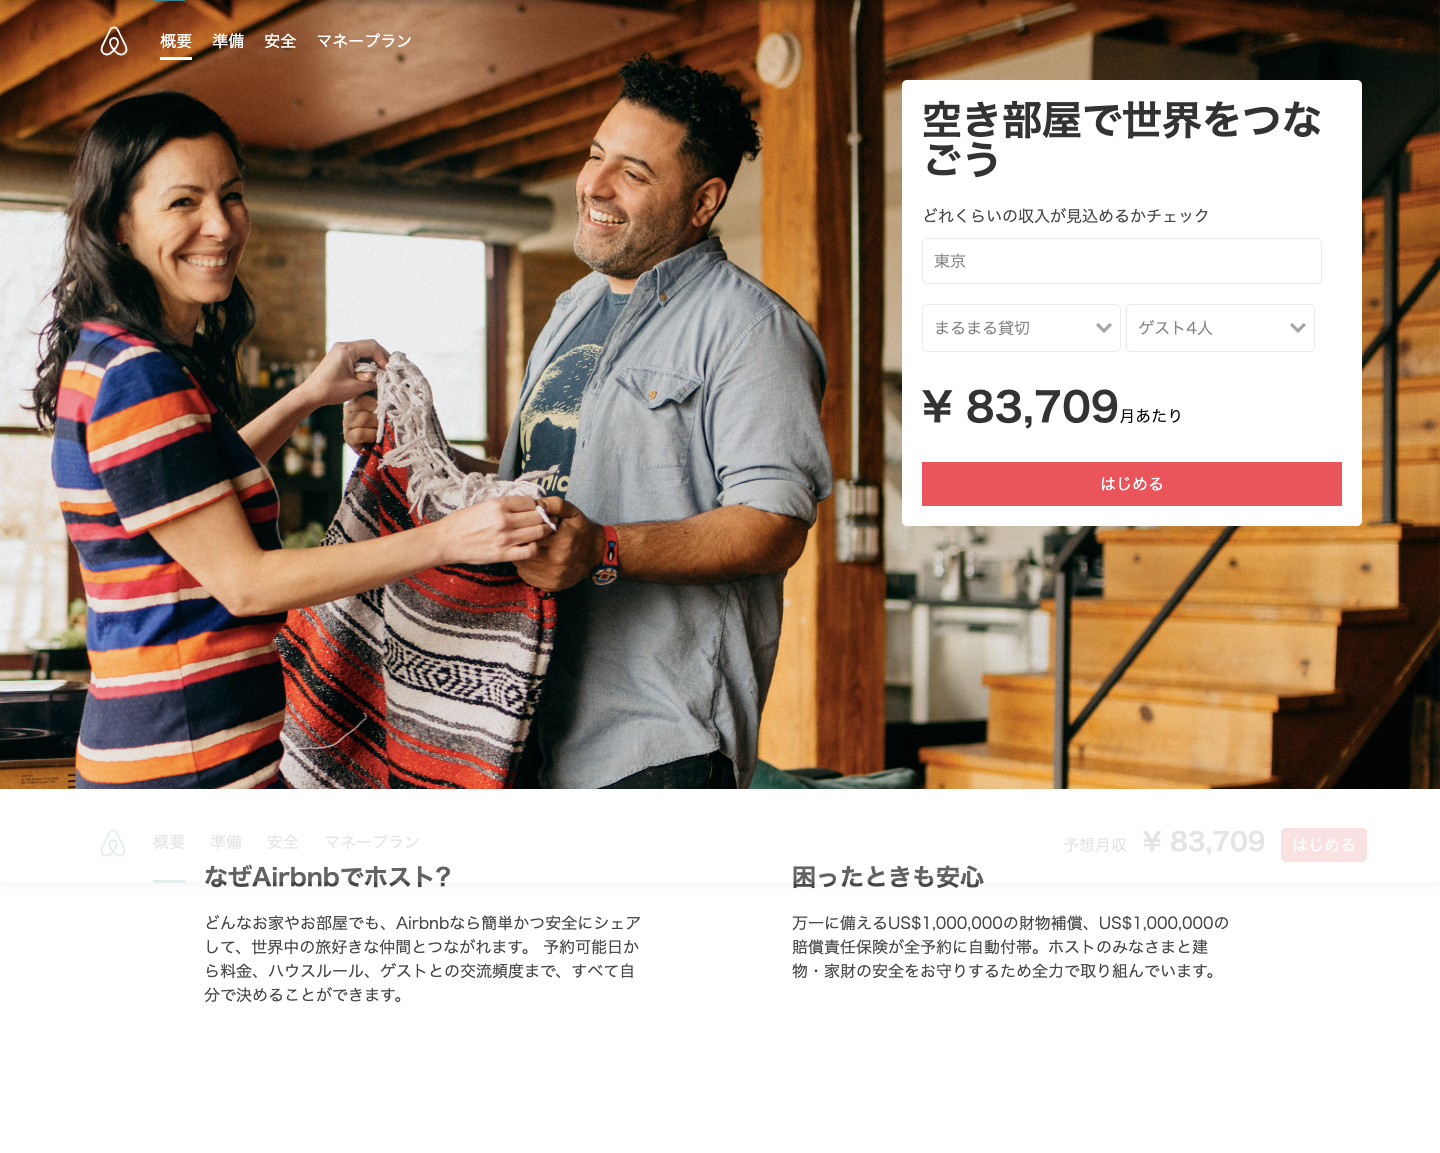 概要 準備 安全 マネープラン
空き部屋で世界をつな
ごう
どれくらいの収入が見込めるかチェック
東京
まるまる貸切 ゲスト4人
¥ 83,709月あたり
はじめる
概要 準備 安全 マネープラン 予想月収 ¥ 83,709 はじめる
なぜAirbnbでホスト?
どんなお家やお部屋でも、Airbnbなら簡単かつ安全にシェア
して、世界中の旅好きな仲間とつながれます。 予約可能日か
ら料金、ハウスルール、ゲストとの交流頻度まで、すべて自
分で決めることができます。
困ったときも安心
万一に備えるUS$1,000,000の財物補償、US$1,000,000の
賠償責任保険が全予約に自動付帯。ホストのみなさまと建
物・家財の安全をお守りするため全力で取り組んでいます。